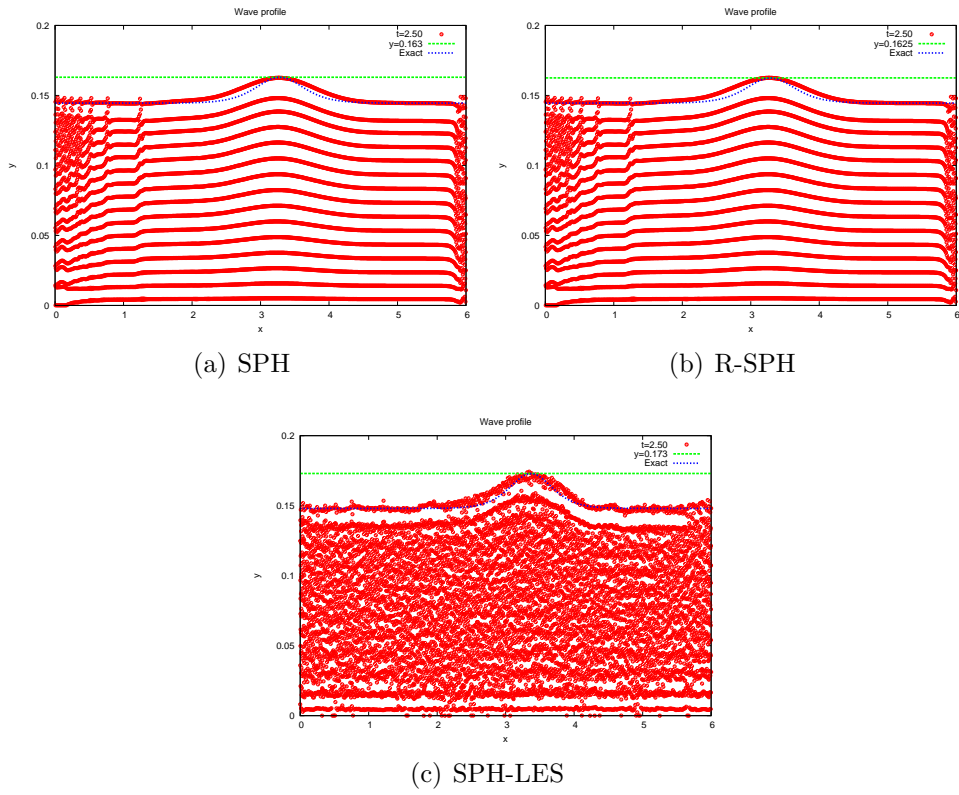 Wave profile
0.2
0.15
0.1
0.05
0
y
0 1 2 3 4 5 6
x
t=2.50
y=0.163
Exact
(a) SPH
Wave profile
0.2
0.15
0.1
0.05
0
y
0 1 2 3 4 5 6
x
t=2.50
y=0.1625
Exact
(b) R-SPH
Wave profile
0.2
0.15
0.1
0.05
0
y
0 1 2 3 4 5 6
x
t=2.50
y=0.173
Exact
(c) SPH-LES